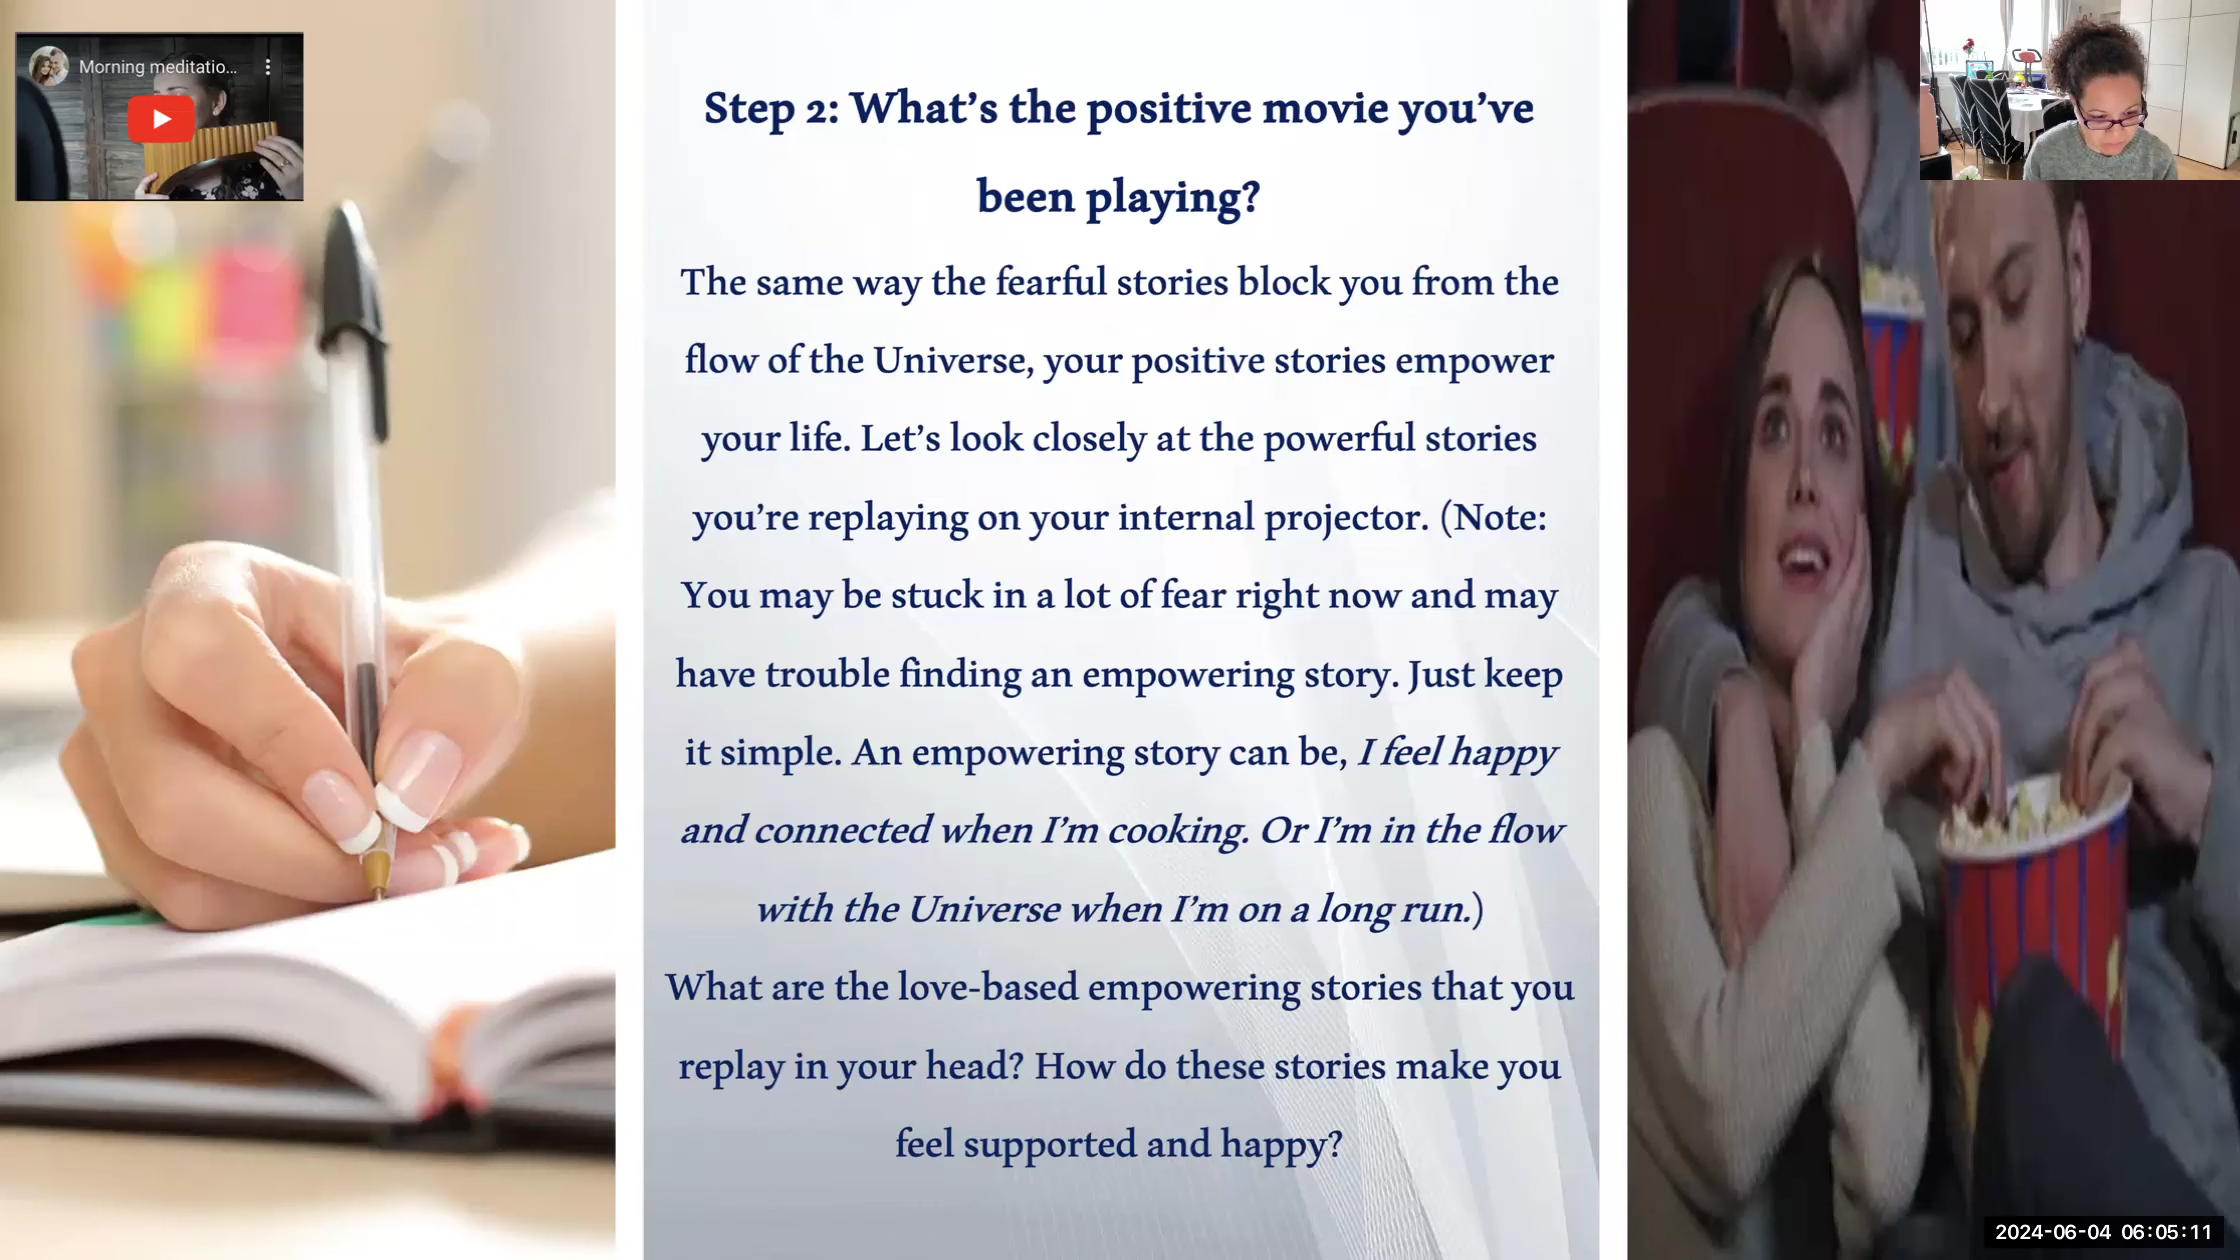 Morning meditatio...
Step 2: What’s the positive movie you’ve
been playing?
The same way the fearful stories block you from the
flow of the Universe, your positive stories empower
your life. Let’s look closely at the powerful stories
you’re replaying on your internal projector. (Note:
You may be stuck in a lot of fear right now and may
have trouble finding an empowering story. Just keep
it simple. An empowering story can be, I feel happy
and connected when I’m cooking. Or I’m in the flow
with the Universe when I’m on a long run.)
What are the love-based empowering stories that you
replay in your head? How do these stories make you
feel supported and happy?
2024-06-04 06:05:11